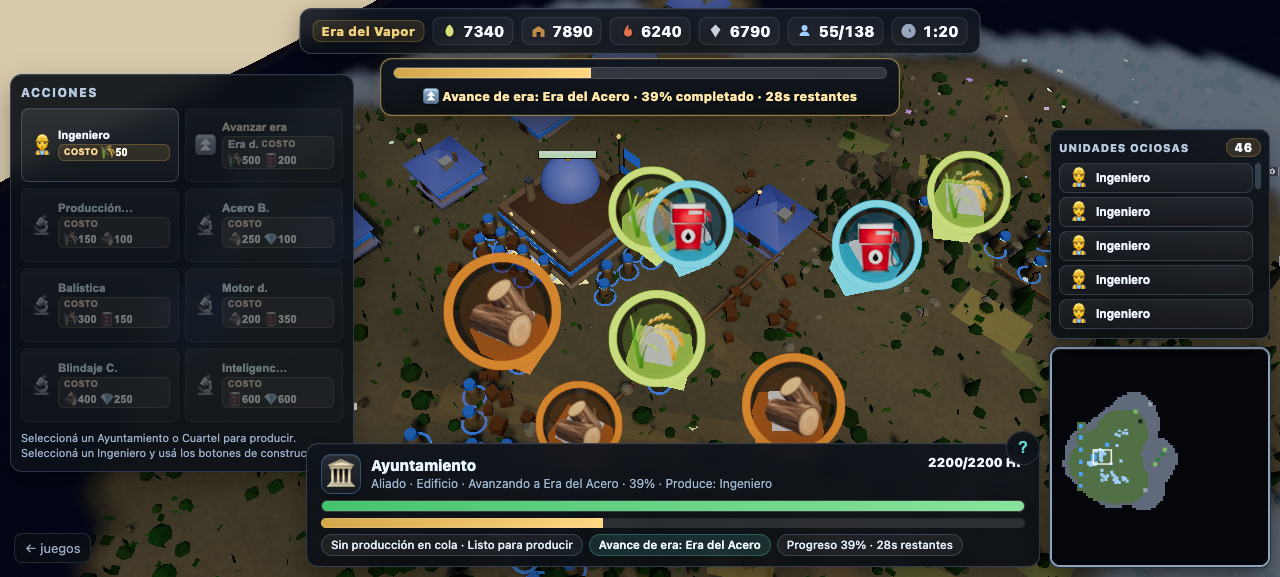 Era del Vapor 7340 7890 6240 6790 55/138 1:20
Avance de era: Era del Acero · 39% completado · 28s restantes
ACCIONES
Ingeniero
COSTO 50
Avanzar era
Era d. COSTO
500 200
Producción...
COSTO
150 100
Acero B.
COSTO
250 100
Balística
COSTO
300 150
Motor d.
COSTO
200 350
Blindaje C.
COSTO
400 250
Inteligenc...
COSTO
600 600
Seleccioná un Ayuntamiento o Cuartel para producir.
Seleccioná un Ingeniero y usá los botones de construc
← juegos
UNIDADES OCIOSAS 46
Ingeniero
Ingeniero
Ingeniero
Ingeniero
Ingeniero
?
Ayuntamiento
2200/2200
Aliado · Edificio · Avanzando a Era del Acero · 39% · Produce: Ingeniero
Sin producción en cola · Listo para producir
Avance de era: Era del Acero
Progreso 39% · 28s restantes